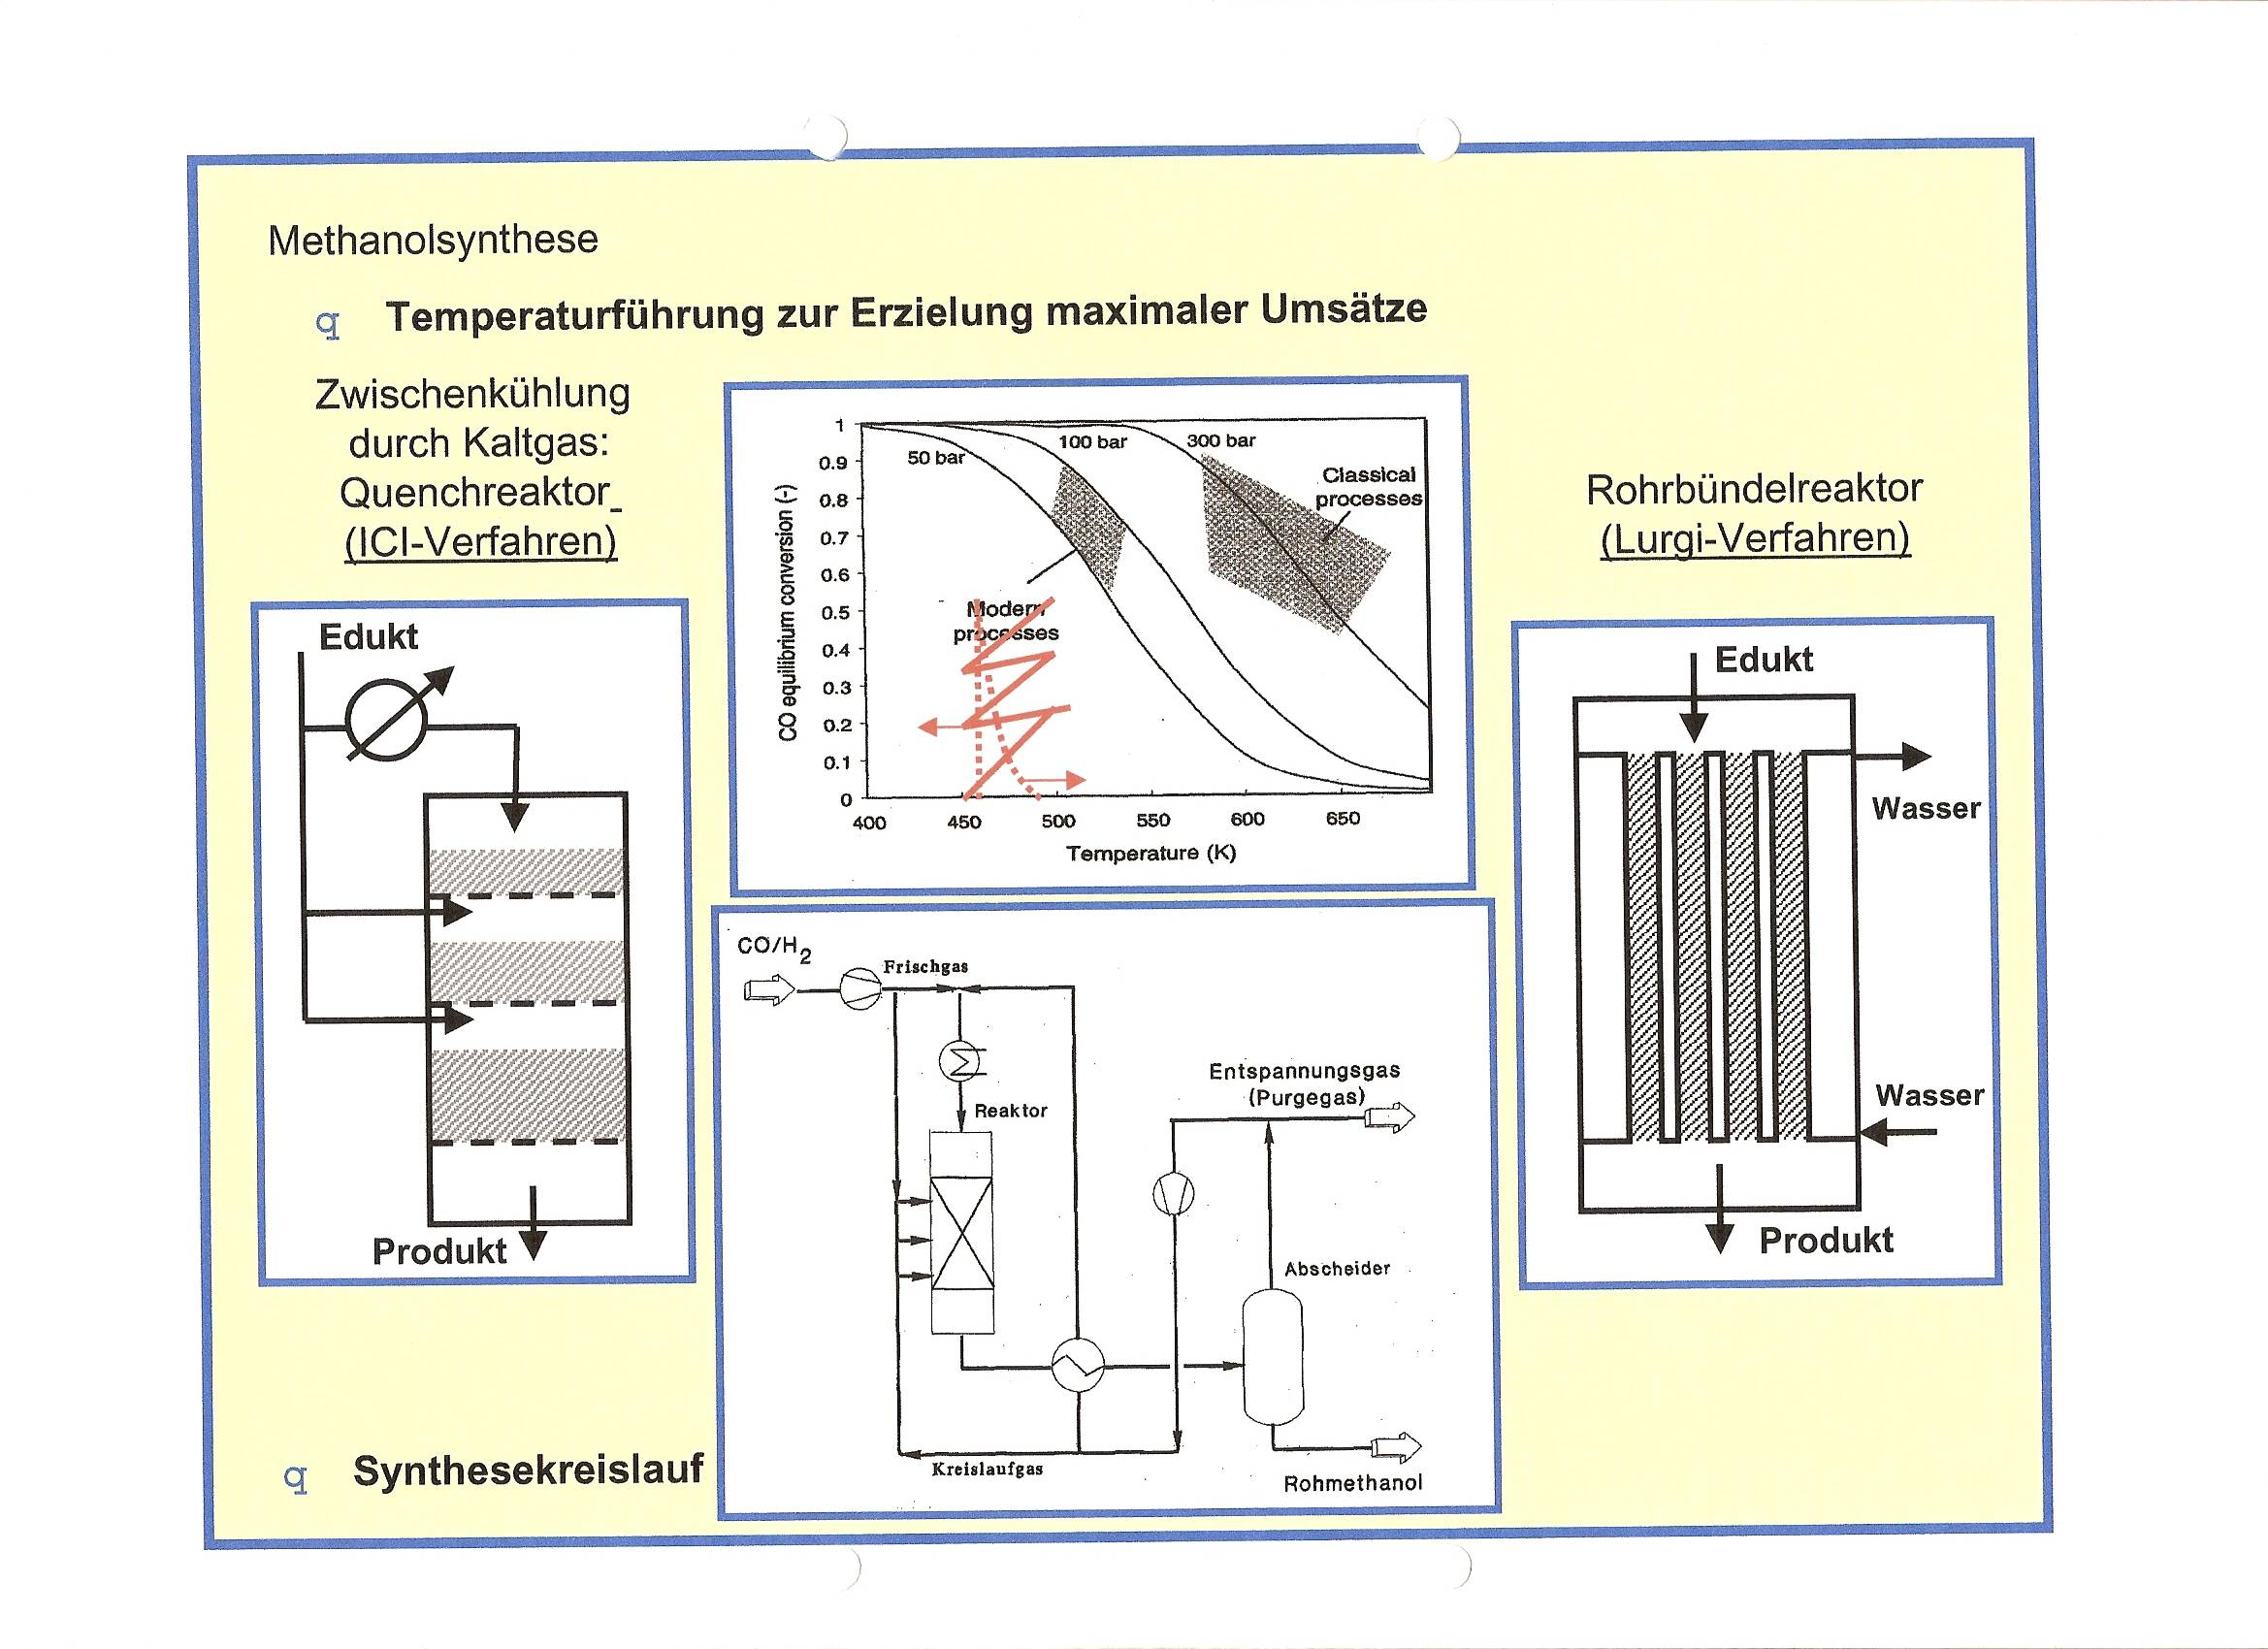 Methanolsynthese
q Temperaturführung zur Erzielung maximaler Umsätze
Zwischenkühlung
durch Kaltgas:
Quenchreaktor
(ICI-Verfahren)
Edukt
Produkt
CO equilibrium conversion (-)
1
0.9
0.8
0.7
0.6
0.5
0.4
0.3
0.2
0.1
0
400 450 500 550 600 650
Temperature (K)
50 bar
100 bar
300 bar
Classical
processes
Modern
processes
Rohrbündelreaktor
(Lurgi-Verfahren)
Edukt
Wasser
Wasser
Produkt
q Synthesekreislauf
CO/H2
Frischgas
Reaktor
Entspannungsgas
(Purgegas)
Abscheider
Kreislaufgas
Rohmethanol